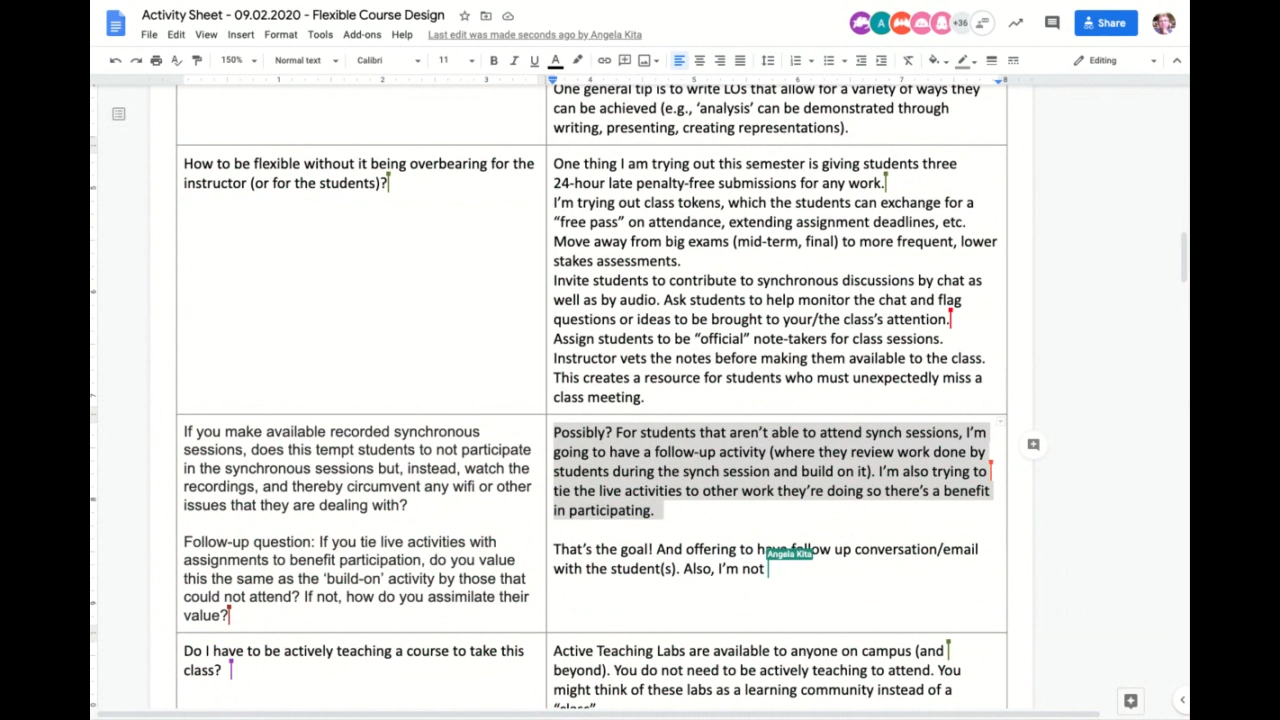 Activity Sheet - 09.02.2020 - Flexible Course Design
File Edit View Insert Format Tools Add-ons Help Last edit was made seconds ago by Angela Kita
A
+36
Share
150% Normal text Calibri 11 B I U A Editing
1 2 3 5 6 7 8
One general tip is to write LOs that allow for a variety of ways they
can be achieved (e.g., ‘analysis’ can be demonstrated through
writing, presenting, creating representations).
How to be flexible without it being overbearing for the
instructor (or for the students)?
One thing I am trying out this semester is giving students three
24-hour late penalty-free submissions for any work.
I’m trying out class tokens, which the students can exchange for a
“free pass” on attendance, extending assignment deadlines, etc.
Move away from big exams (mid-term, final) to more frequent, lower
stakes assessments.
Invite students to contribute to synchronous discussions by chat as
well as by audio. Ask students to help monitor the chat and flag
questions or ideas to be brought to your/the class’s attention.
Assign students to be “official” note-takers for class sessions.
Instructor vets the notes before making them available to the class.
This creates a resource for students who must unexpectedly miss a
class meeting.
If you make available recorded synchronous
sessions, does this tempt students to not participate
in the synchronous sessions but, instead, watch the
recordings, and thereby circumvent any wifi or other
issues that they are dealing with?
Follow-up question: If you tie live activities with
assignments to benefit participation, do you value
this the same as the ‘build-on’ activity by those that
could not attend? If not, how do you assimilate their
value?
Possibly? For students that aren’t able to attend synch sessions, I’m
going to have a follow-up activity (where they review work done by
students during the synch session and build on it). I’m also trying to
tie the live activities to other work they’re doing so there’s a benefit
in participating.
That’s the goal! And offering to have follow up conversation/email
Angela Kita
with the student(s). Also, I’m not
Do I have to be actively teaching a course to take this
class?
Active Teaching Labs are available to anyone on campus (and
beyond). You do not need to be actively teaching to attend. You
might think of these labs as a learning community instead of a
“class”